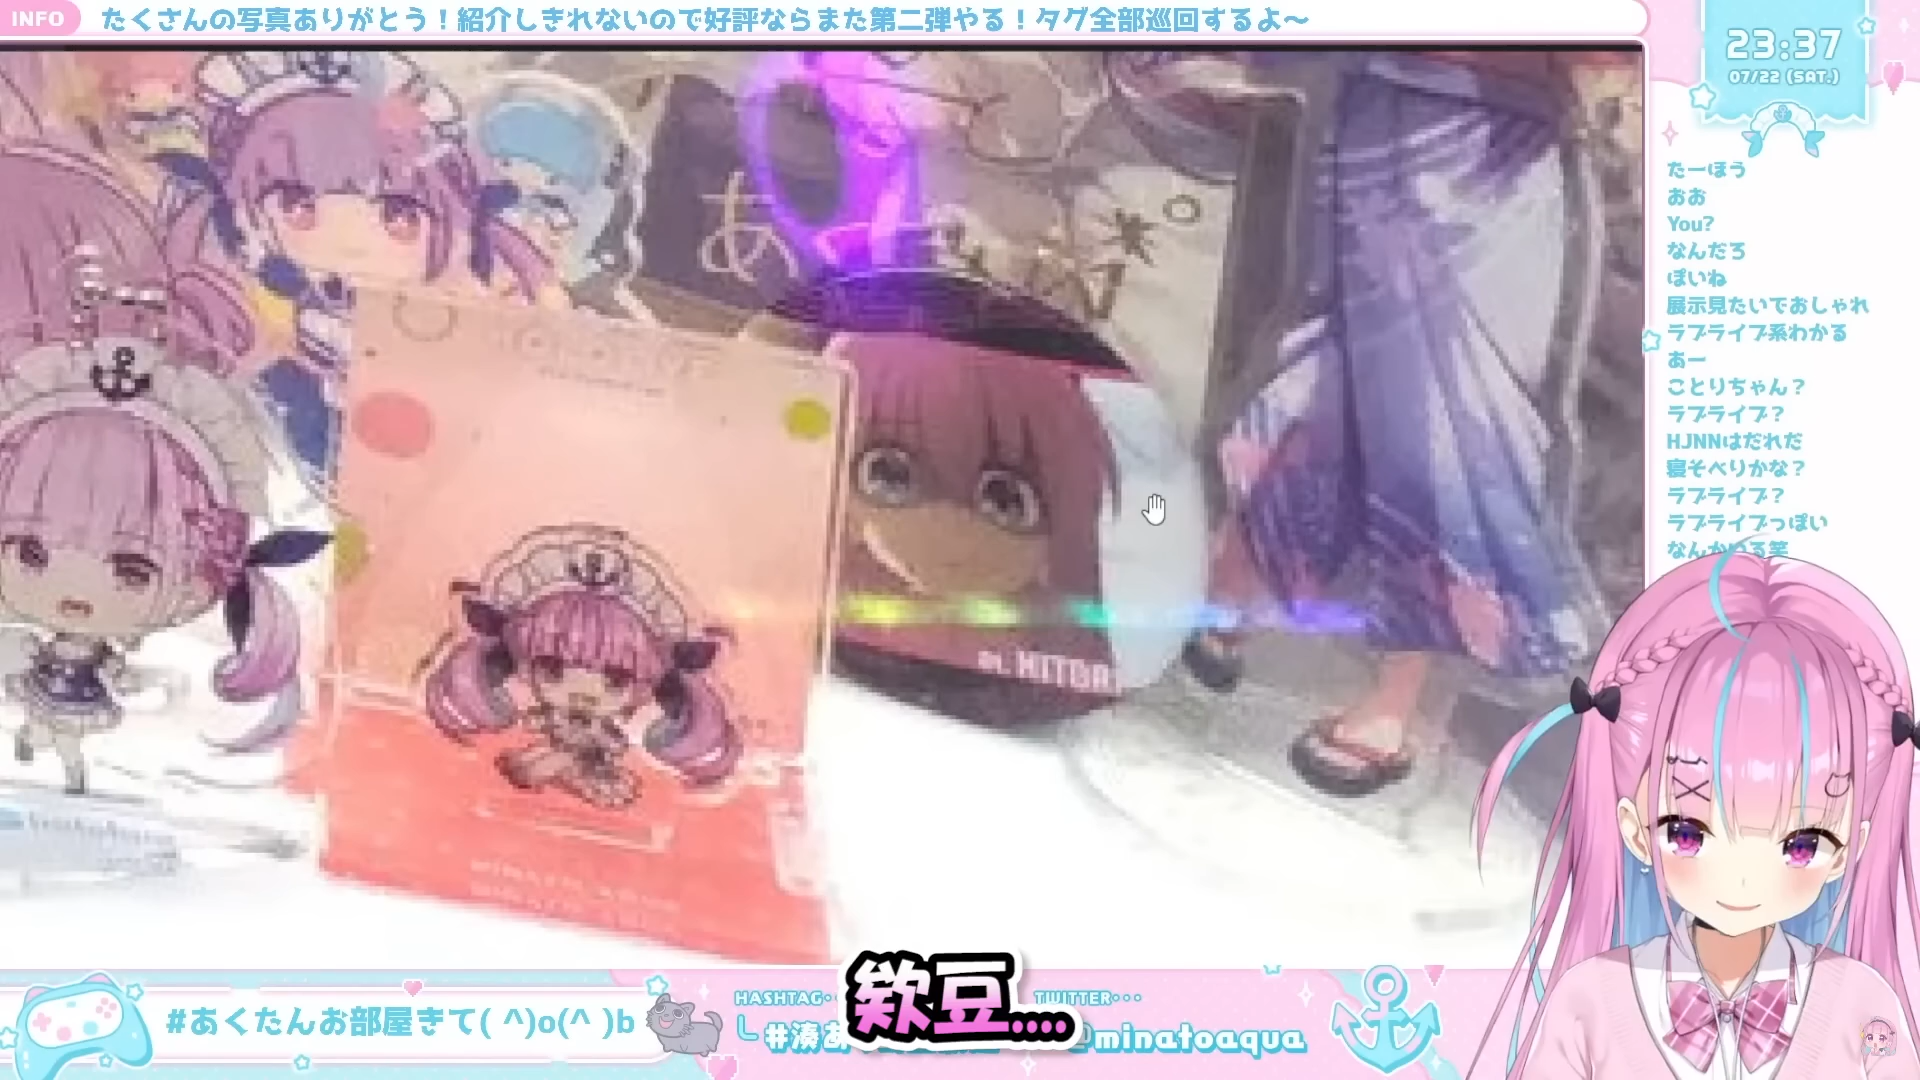 INFO
たくさんの写真ありがとう！紹介しきれないので好評ならまた第二弾やる！タグ全部巡回するよ～
23:37
07/22 (SAT.)
たーほう
おお
You?
なんだろ
ぽいね
展示見たいでおしゃれ
ラブライブ系わかる
あー
ことりちゃん？
ラブライブ？
HJNNはだれだ
寝そべりかな？
ラブライブ？
ラブライブっぽい
あ
01. HITORI
#あくたんお部屋きて( ^)o(^ )b
HASHTAG
TWITTER・・・
#湊あ
@minatoaqua
欸豆....